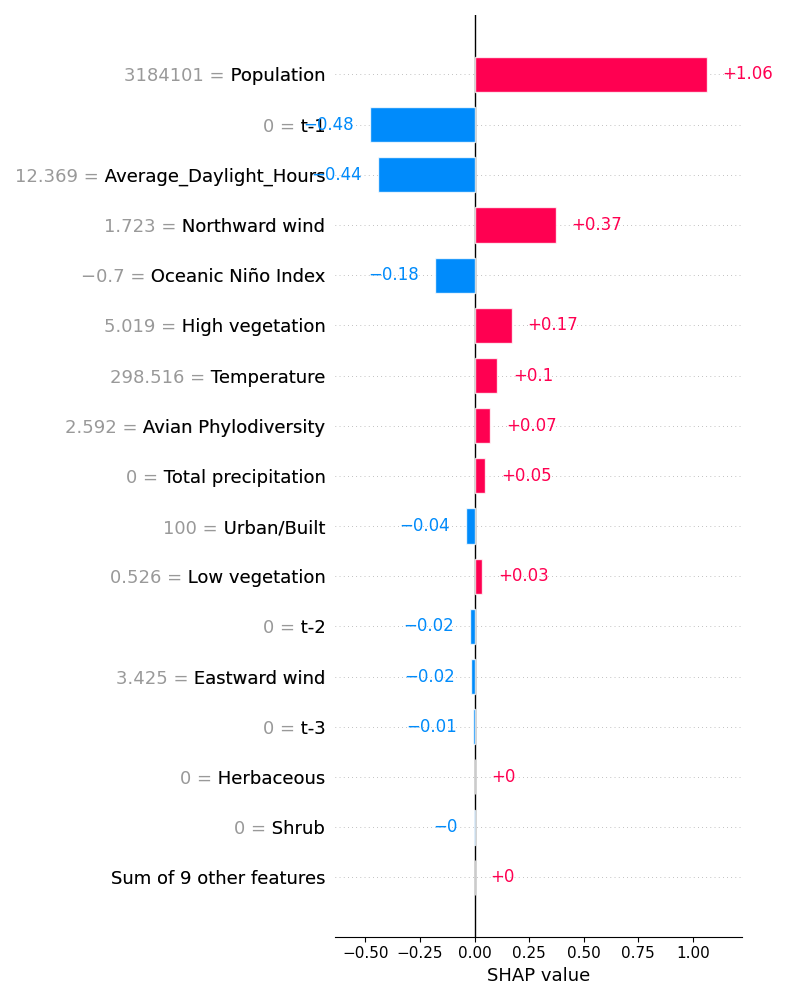 3184101 = Population
+1.06
0 = t-1
−0.48
12.369 = Average_Daylight_Hours
−0.44
1.723 = Northward wind
+0.37
−0.7 = Oceanic Niño Index
−0.18
5.019 = High vegetation
+0.17
298.516 = Temperature
+0.1
2.592 = Avian Phylodiversity
+0.07
0 = Total precipitation
+0.05
100 = Urban/Built
−0.04
0.526 = Low vegetation
+0.03
0 = t-2
−0.02
3.425 = Eastward wind
−0.02
0 = t-3
−0.01
0 = Herbaceous
+0
0 = Shrub
−0
Sum of 9 other features
+0
−0.50 −0.25 0.00 0.25 0.50 0.75 1.00
SHAP value